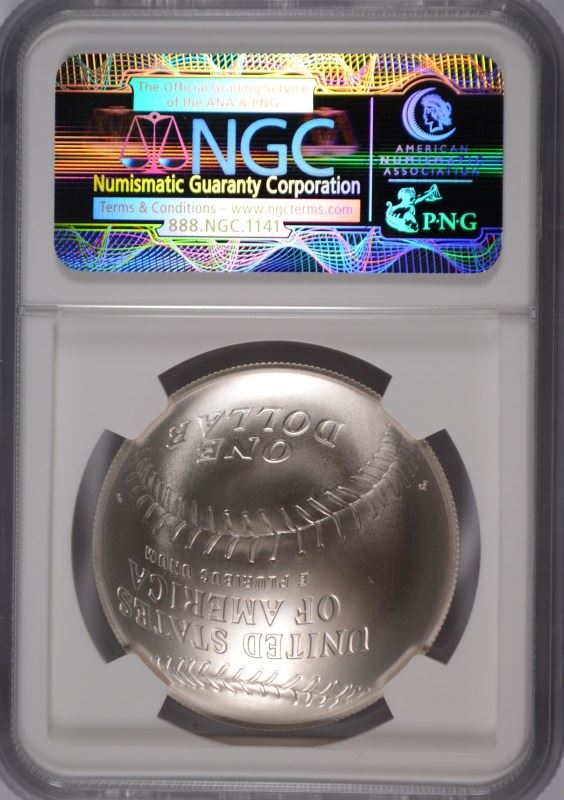 The Official Grading Service
of the ANA & PNG
NGC
Numismatic Guaranty Corporation
Terms & Conditions – www.ngcterms.com
888.NGC.1141
AMERICAN
NUMISMATIC
ASSOCIATION
P·N·G
UNITED STATES
OF AMERICA
E PLURIBUS UNUM
ONE
DOLLAR
P